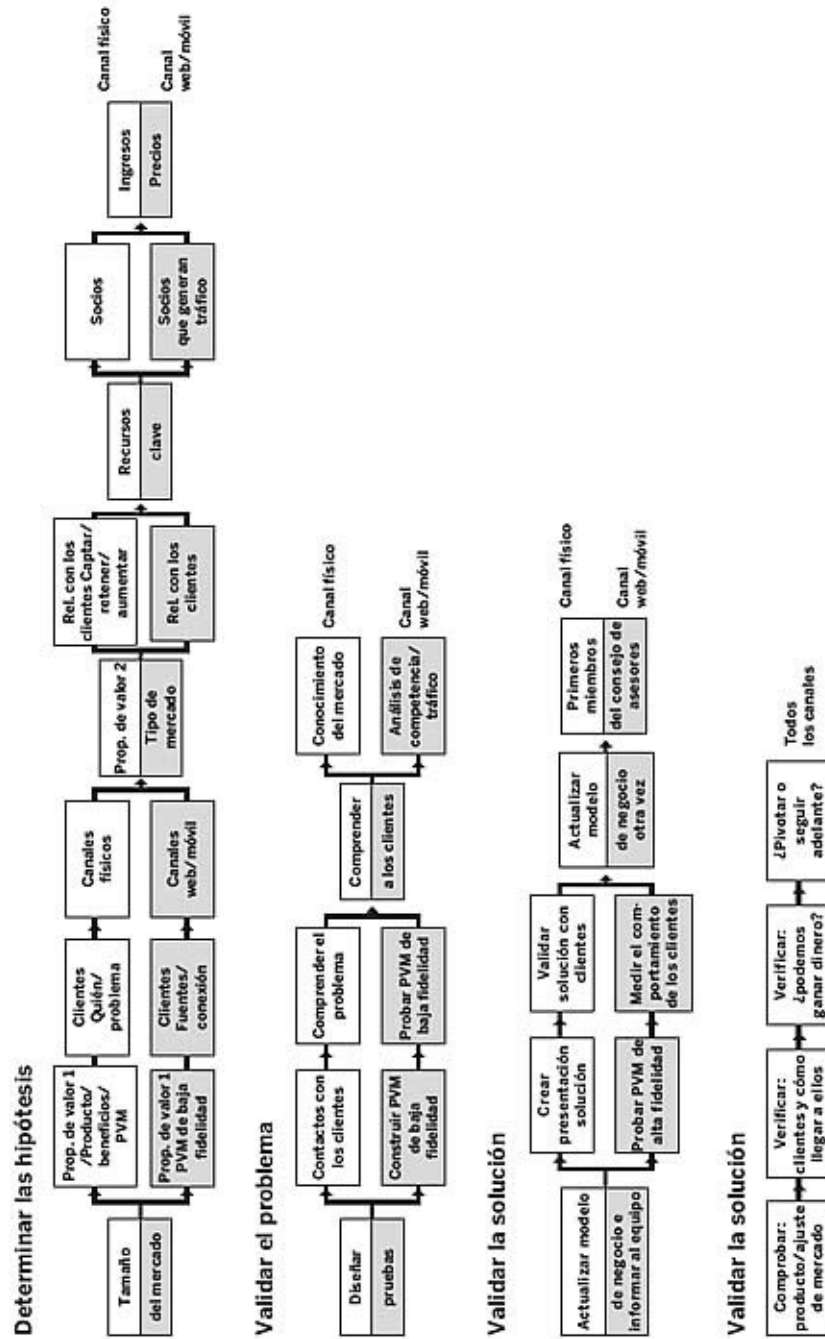 Determinar las hipótesis
Tamaño
del mercado
Prop. de valor 1
/Producto/
beneficios/
PVM
Prop. de valor 1
PVM de baja
fidelidad
Clientes
Quién/
problema
Clientes
Fuentes/
conexión
Canales
físicos
Canales
web/móvil
Prop. de valor 2
Tipo de
mercado
Rel. con los
clientes Captar/
retener/
aumentar
Rel. con los
clientes
Recursos
clave
Socios
Socios
que generan
tráfico
Ingresos
Precios
Canal físico
Canal
web/móvil
Validar el problema
Diseñar
pruebas
Contactos con
los clientes
Construir PVM
de baja
fidelidad
Comprender el
problema
Probar PVM de
baja fidelidad
Comprender
a los clientes
Conocimiento
del mercado
Análisis de
competencia/
tráfico
Canal físico
Canal
web/móvil
Validar la solución
Actualizar modelo
de negocio e
informar al equipo
Crear
presentación
solución
Probar PVM de
alta fidelidad
Validar
solución con
clientes
Medir el com-
portamiento
de los clientes
Actualizar
modelo
de negocio
otra vez
Primeros
miembros
del consejo de
asesores
Canal físico
Canal
web/móvil
Validar la solución
Comprobar:
producto/ajuste
de mercado
Verificar:
clientes y cómo
llegar a ellos
Verificar:
¿podemos
ganar dinero?
¿Pivotar o
seguir
adelante?
Todos
los canales